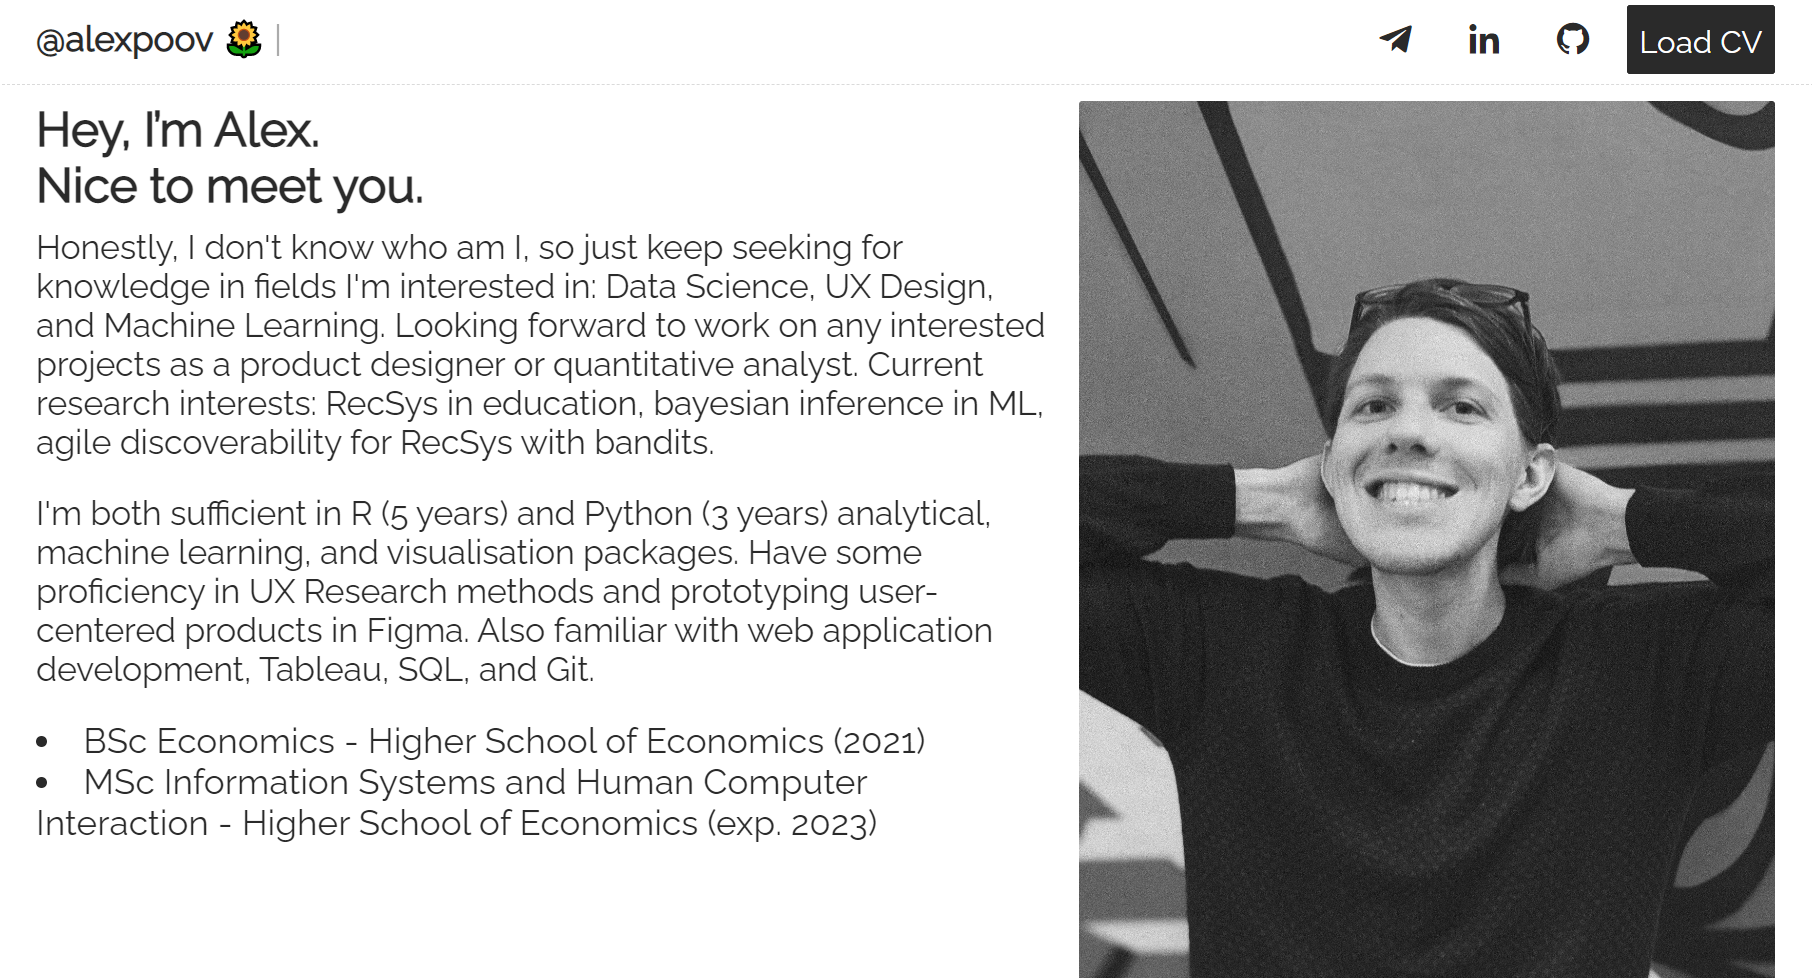 @alexpoov 🌻 |
Load CV
Hey, I'm Alex.
Nice to meet you.
Honestly, I don't know who am I, so just keep seeking for
knowledge in fields I'm interested in: Data Science, UX Design,
and Machine Learning. Looking forward to work on any interested
projects as a product designer or quantitative analyst. Current
research interests: RecSys in education, bayesian inference in ML,
agile discoverability for RecSys with bandits.
I'm both sufficient in R (5 years) and Python (3 years) analytical,
machine learning, and visualisation packages. Have some
proficiency in UX Research methods and prototyping user-
centered products in Figma. Also familiar with web application
development, Tableau, SQL, and Git.
• BSc Economics - Higher School of Economics (2021)
• MSc Information Systems and Human Computer
Interaction - Higher School of Economics (exp. 2023)